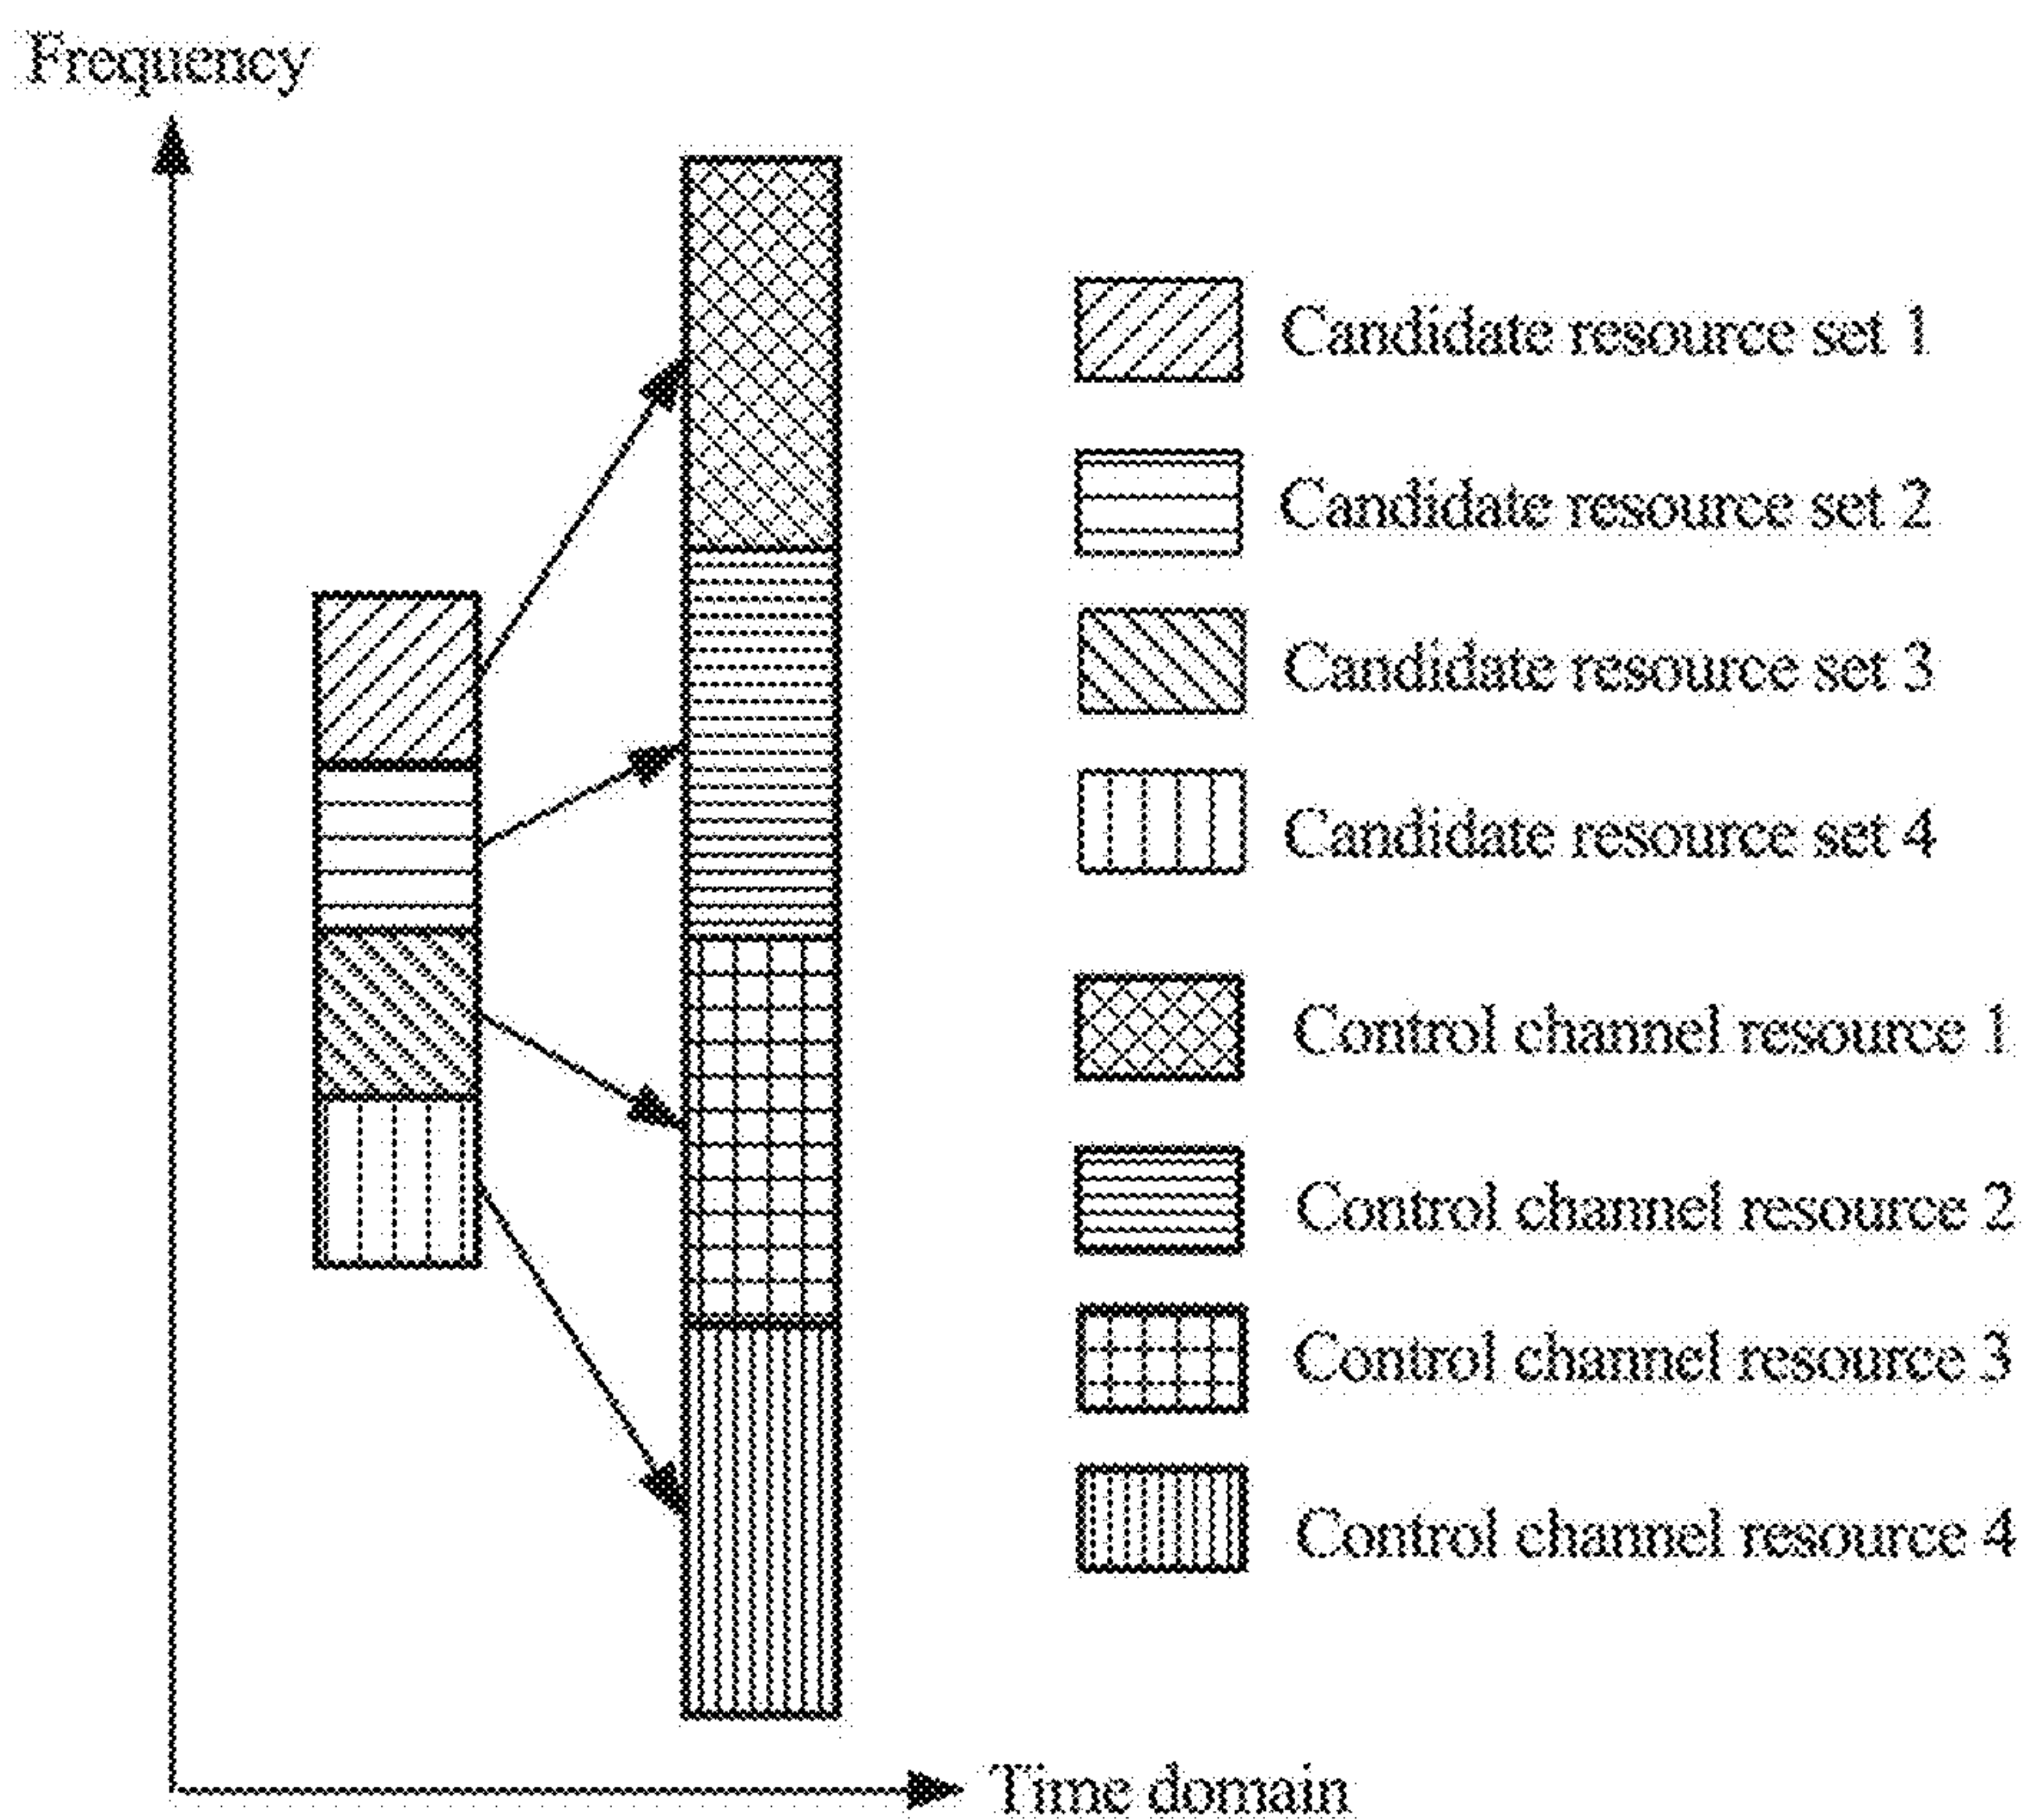 Frequency
Candidate resource set 1
Candidate resource set 2
Candidate resource set 3
Candidate resource set 4
Control channel resource 1
Control channel resource 2
Control channel resource 3
Control channel resource 4
Time domain